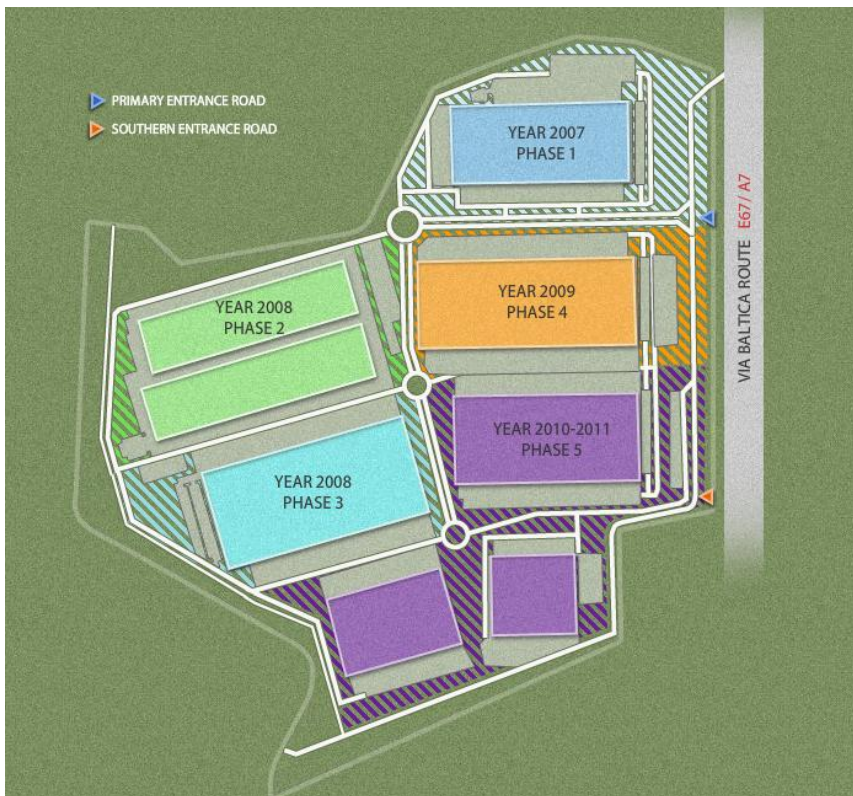 PRIMARY ENTRANCE ROAD
SOUTHERN ENTRANCE ROAD
YEAR 2007
PHASE 1
VIA BALTICA ROUTE E67/ A7
YEAR 2009
PHASE 4
YEAR 2008
PHASE 2
YEAR 2010-2011
PHASE 5
YEAR 2008
PHASE 3